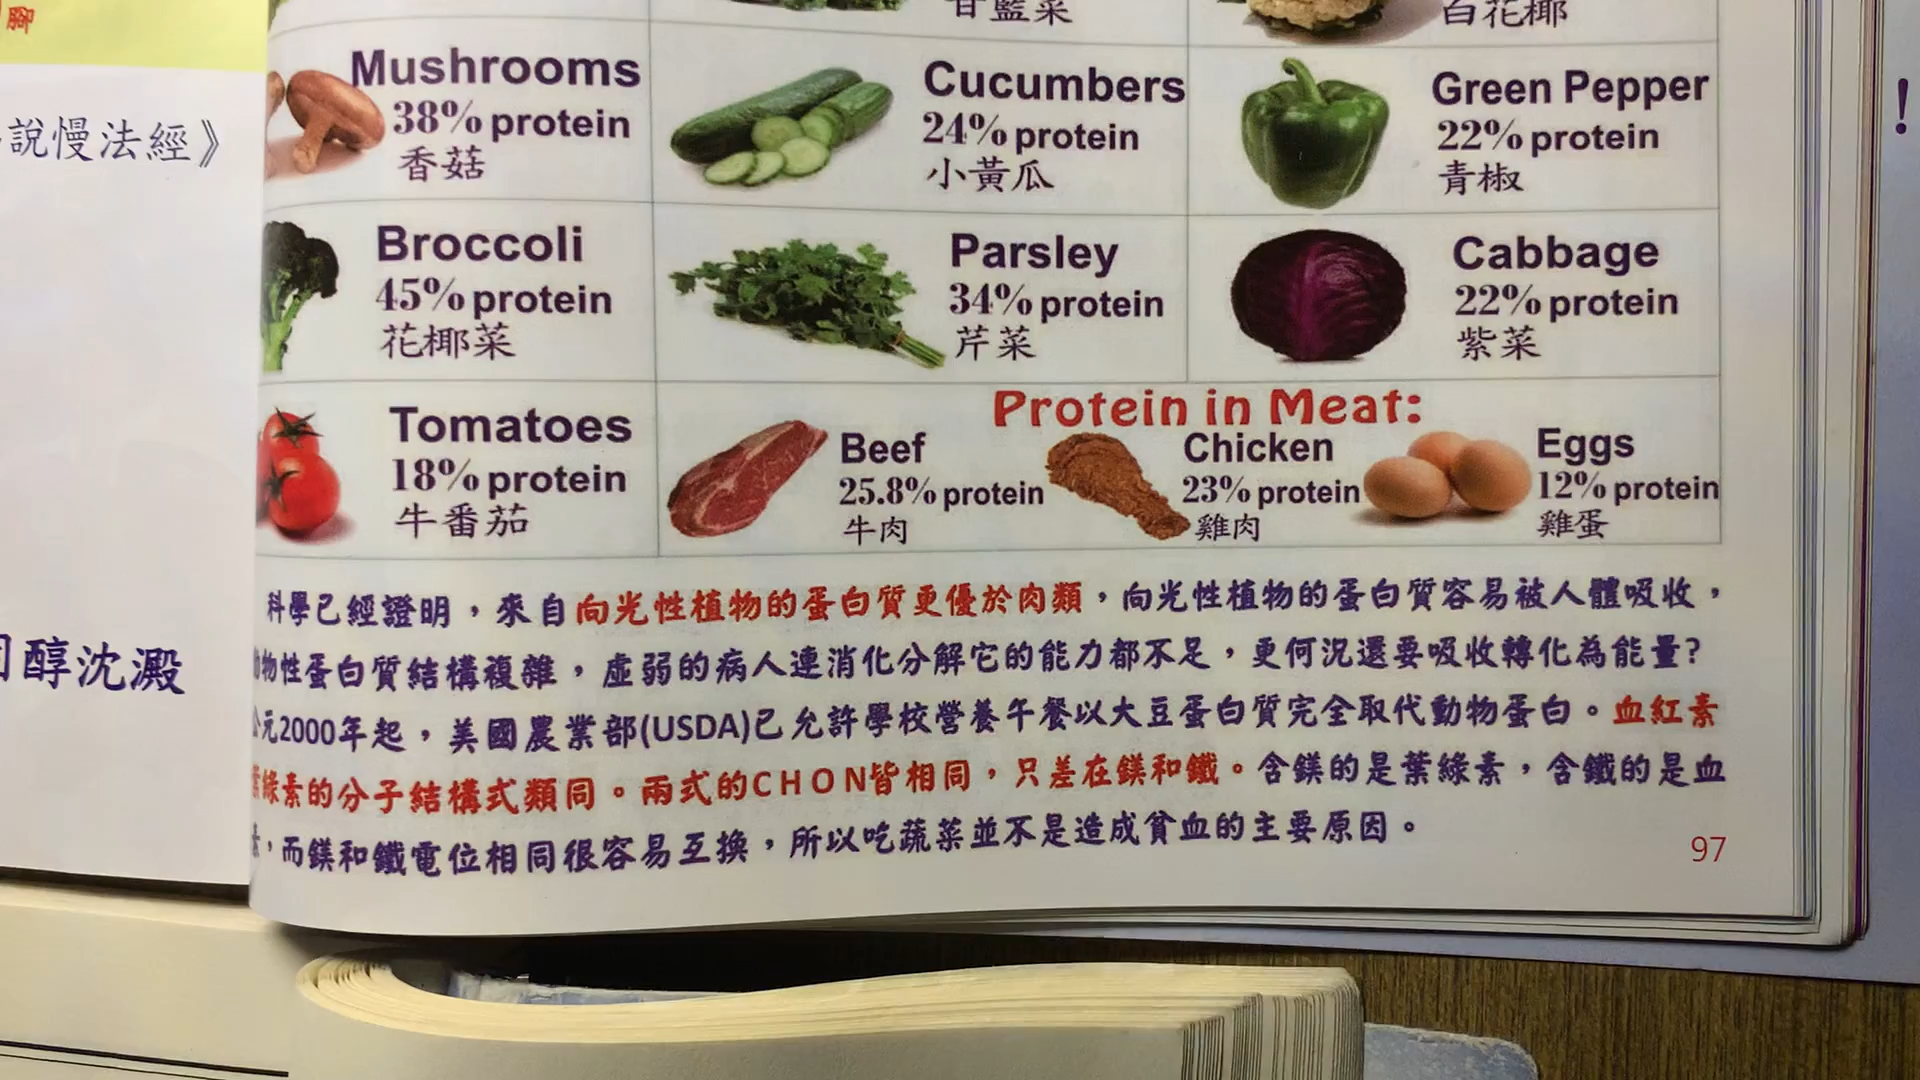 腳
甘藍菜
白花椰
Mushrooms
38% protein
香菇
Cucumbers
24% protein
小黃瓜
Green Pepper
22% protein
青椒
!
說慢法經》
Broccoli
45% protein
花椰菜
Parsley
34% protein
芹菜
Cabbage
22% protein
紫菜
Tomatoes
18% protein
牛番茄
Protein in Meat:
Beef
25.8% protein
牛肉
Chicken
23% protein
雞肉
Eggs
12% protein
雞蛋
科學已經證明，來自向光性植物的蛋白質更優於肉類，向光性植物的蛋白質容易被人體吸收，
動物性蛋白質結構複雜，虛弱的病人連消化分解它的能力都不足，更何況還要吸收轉化為能量?
公元2000年起，美國農業部(USDA)已允許學校營養午餐以大豆蛋白質完全取代動物蛋白。血紅素
葉綠素的分子結構式類同。兩式的CHON皆相同，只差在鎂和鐵。含鎂的是葉綠素，含鐵的是血
素，而鎂和鐵電位相同很容易互換，所以吃蔬菜並不是造成貧血的主要原因。
醇沈澱
97